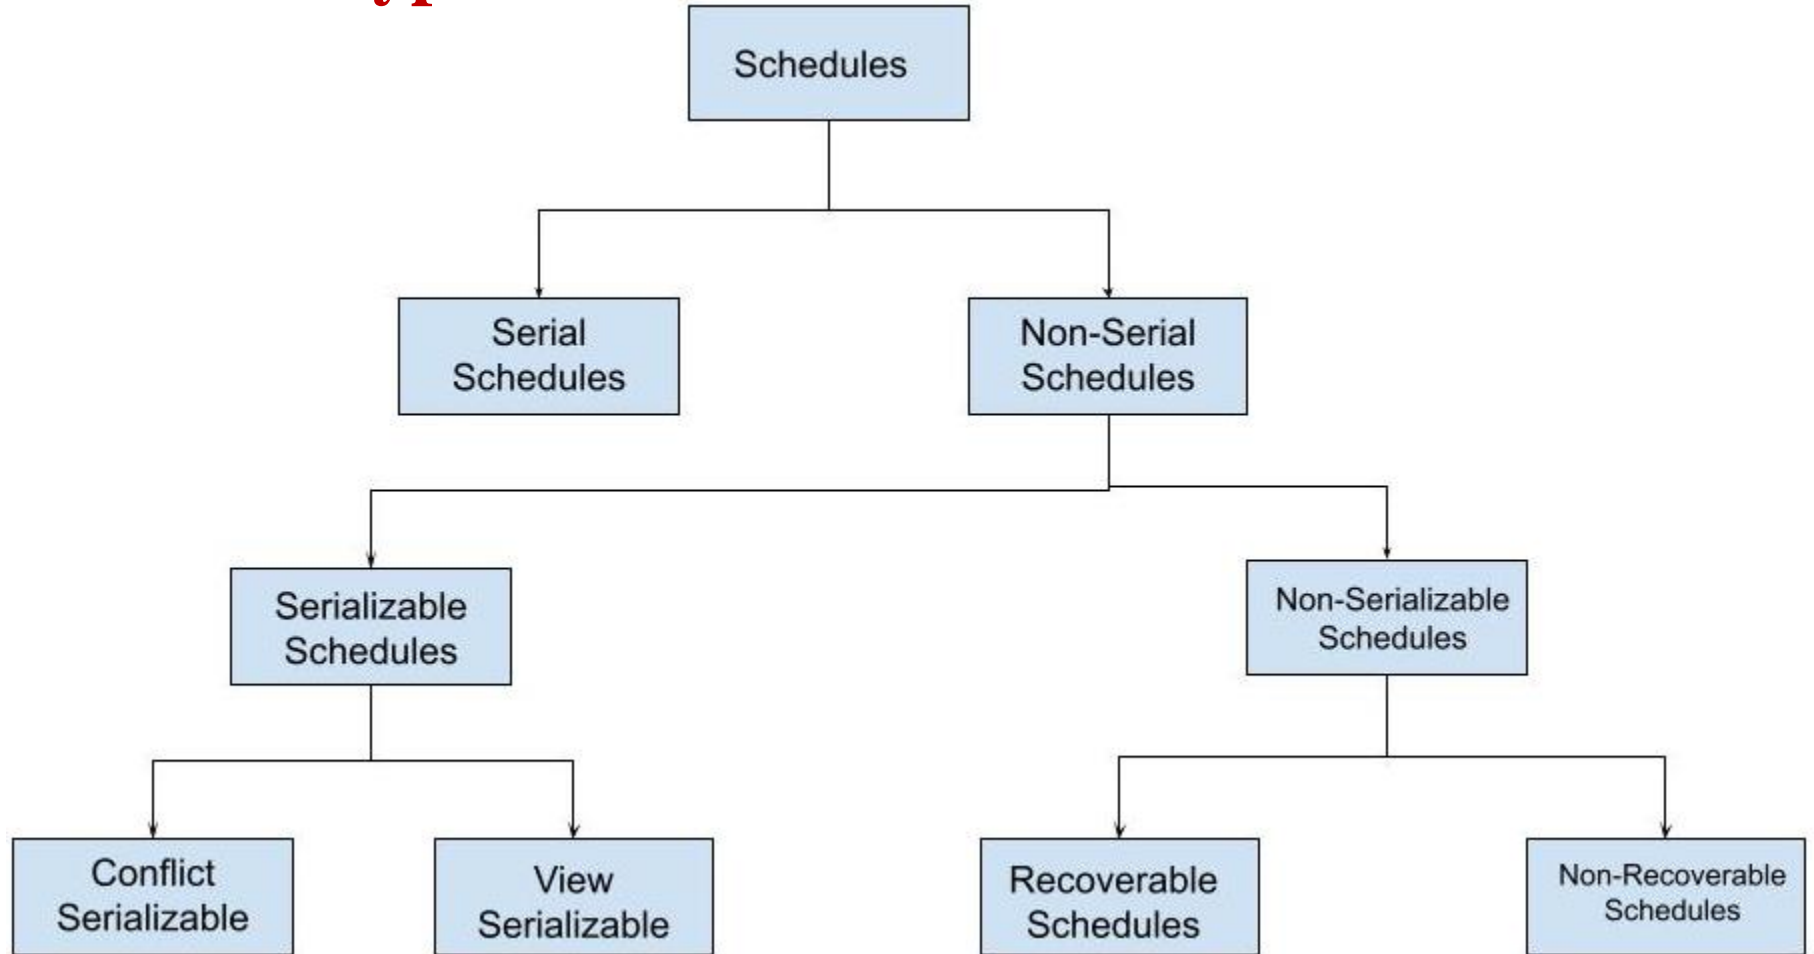 Schedules
Serial
Schedules
Non-Serial
Schedules
Serializable
Schedules
Non-Serializable
Schedules
Conflict
Serializable
View
Serializable
Recoverable
Schedules
Non-Recoverable
Schedules